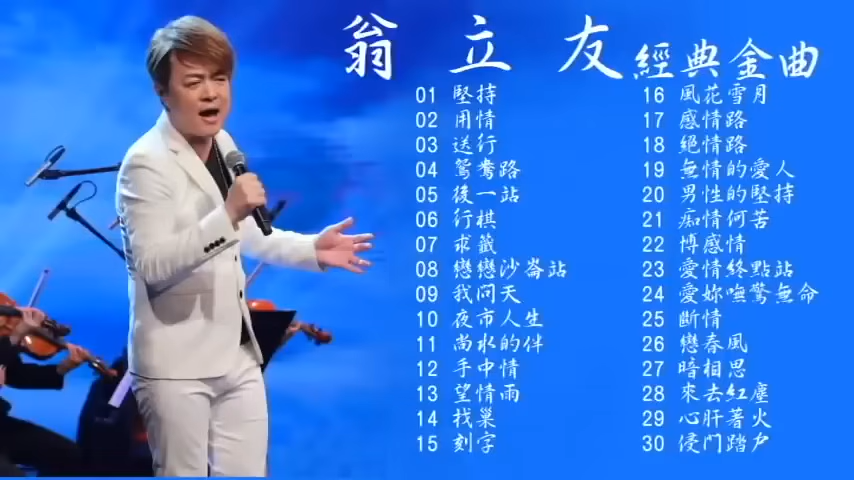 翁立友經典金曲
01 堅持
02 用情
03 送行
04 鴛鴦路
05 後一站
06 行棋
07 求籤
08 戀戀沙崙站
09 我問天
10 夜市人生
11 尚水的伴
12 手中情
13 望情雨
14 找巢
15 刻字
16 風花雪月
17 感情路
18 絕情路
19 無情的愛人
20 男性的堅持
21 痴情何苦
22 博感情
23 愛情終點站
24 愛妳嘸驚無命
25 斷情
26 戀春風
27 暗相思
28 來去紅塵
29 心肝著火
30 侵門踏戶